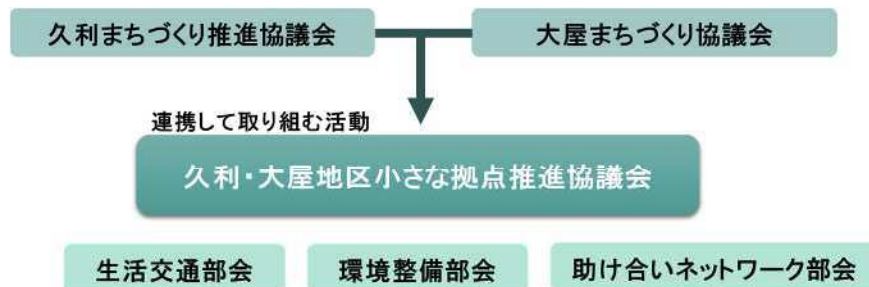 久利まちづくり推進協議会
大屋まちづくり協議会
連携して取り組む活動
久利・大屋地区小さな拠点推進協議会
生活交通部会
環境整備部会
助け合いネットワーク部会